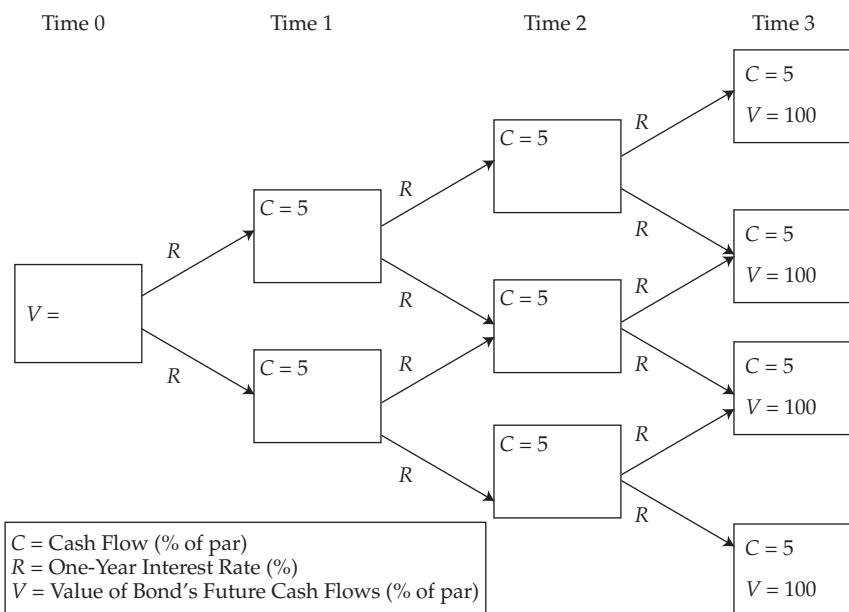 Time 0 Time 1 Time 2 Time 3
C = 5
V = 100
R
C = 5
R
C = 5
R
R
C = 5
V = 100
R
V =
R
C = 5
R
R
R
C = 5
R
C = 5
V = 100
R
C = 5
R
R
C = 5
V = 100
C = Cash Flow (% of par)
R = One-Year Interest Rate (%)
V = Value of Bond's Future Cash Flows (% of par)